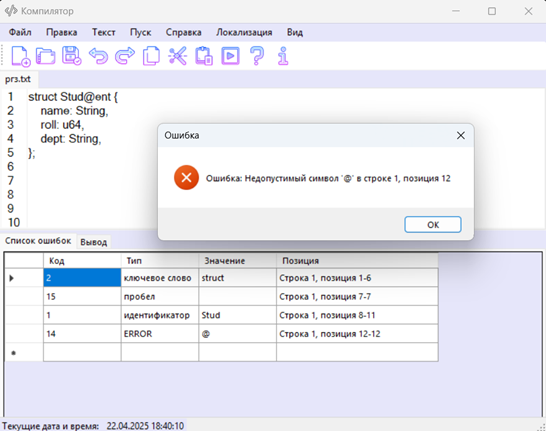 Компилятор
Файл Правка Текст Пуск Справка Локализация Вид
prs.txt
1 struct Stud@ent {
2 name: String,
3 roll: u64,
4 dept: String,
5 };
6
7
8
9
10
Ошибка
Ошибка: Недопустимый символ '@' в строке 1, позиция 12
OK
Список ошибок Вывод
Код Тип Значение Позиция
2 ключевое слово struct Строка 1, позиция 1-6
15 пробел Строка 1, позиция 7-7
1 идентификатор Stud Строка 1, позиция 8-11
14 ERROR @ Строка 1, позиция 12-12
Текущие дата и время: 22.04.2025 18:40:10